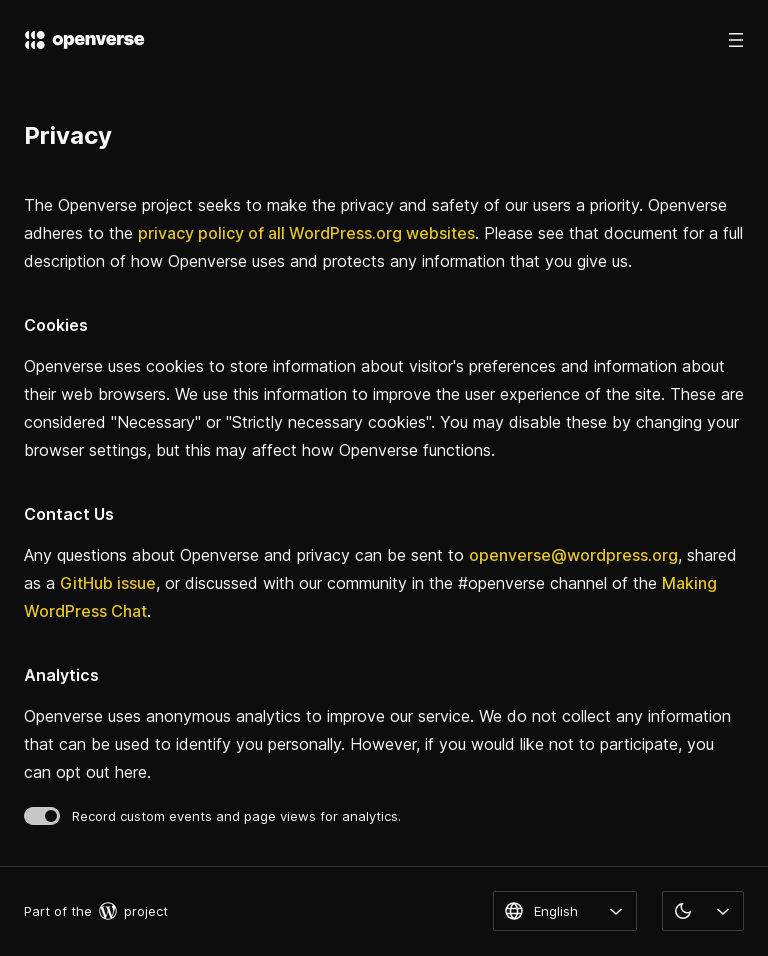 openverse
Privacy
The Openverse project seeks to make the privacy and safety of our users a priority. Openverse
adheres to the privacy policy of all WordPress.org websites. Please see that document for a full
description of how Openverse uses and protects any information that you give us.
Cookies
Openverse uses cookies to store information about visitor's preferences and information about
their web browsers. We use this information to improve the user experience of the site. These are
considered "Necessary" or "Strictly necessary cookies". You may disable these by changing your
browser settings, but this may affect how Openverse functions.
Contact Us
Any questions about Openverse and privacy can be sent to openverse@wordpress.org, shared
as a GitHub issue, or discussed with our community in the #openverse channel of the Making
WordPress Chat.
Analytics
Openverse uses anonymous analytics to improve our service. We do not collect any information
that can be used to identify you personally. However, if you would like not to participate, you
can opt out here.
Record custom events and page views for analytics.
Part of the project
English